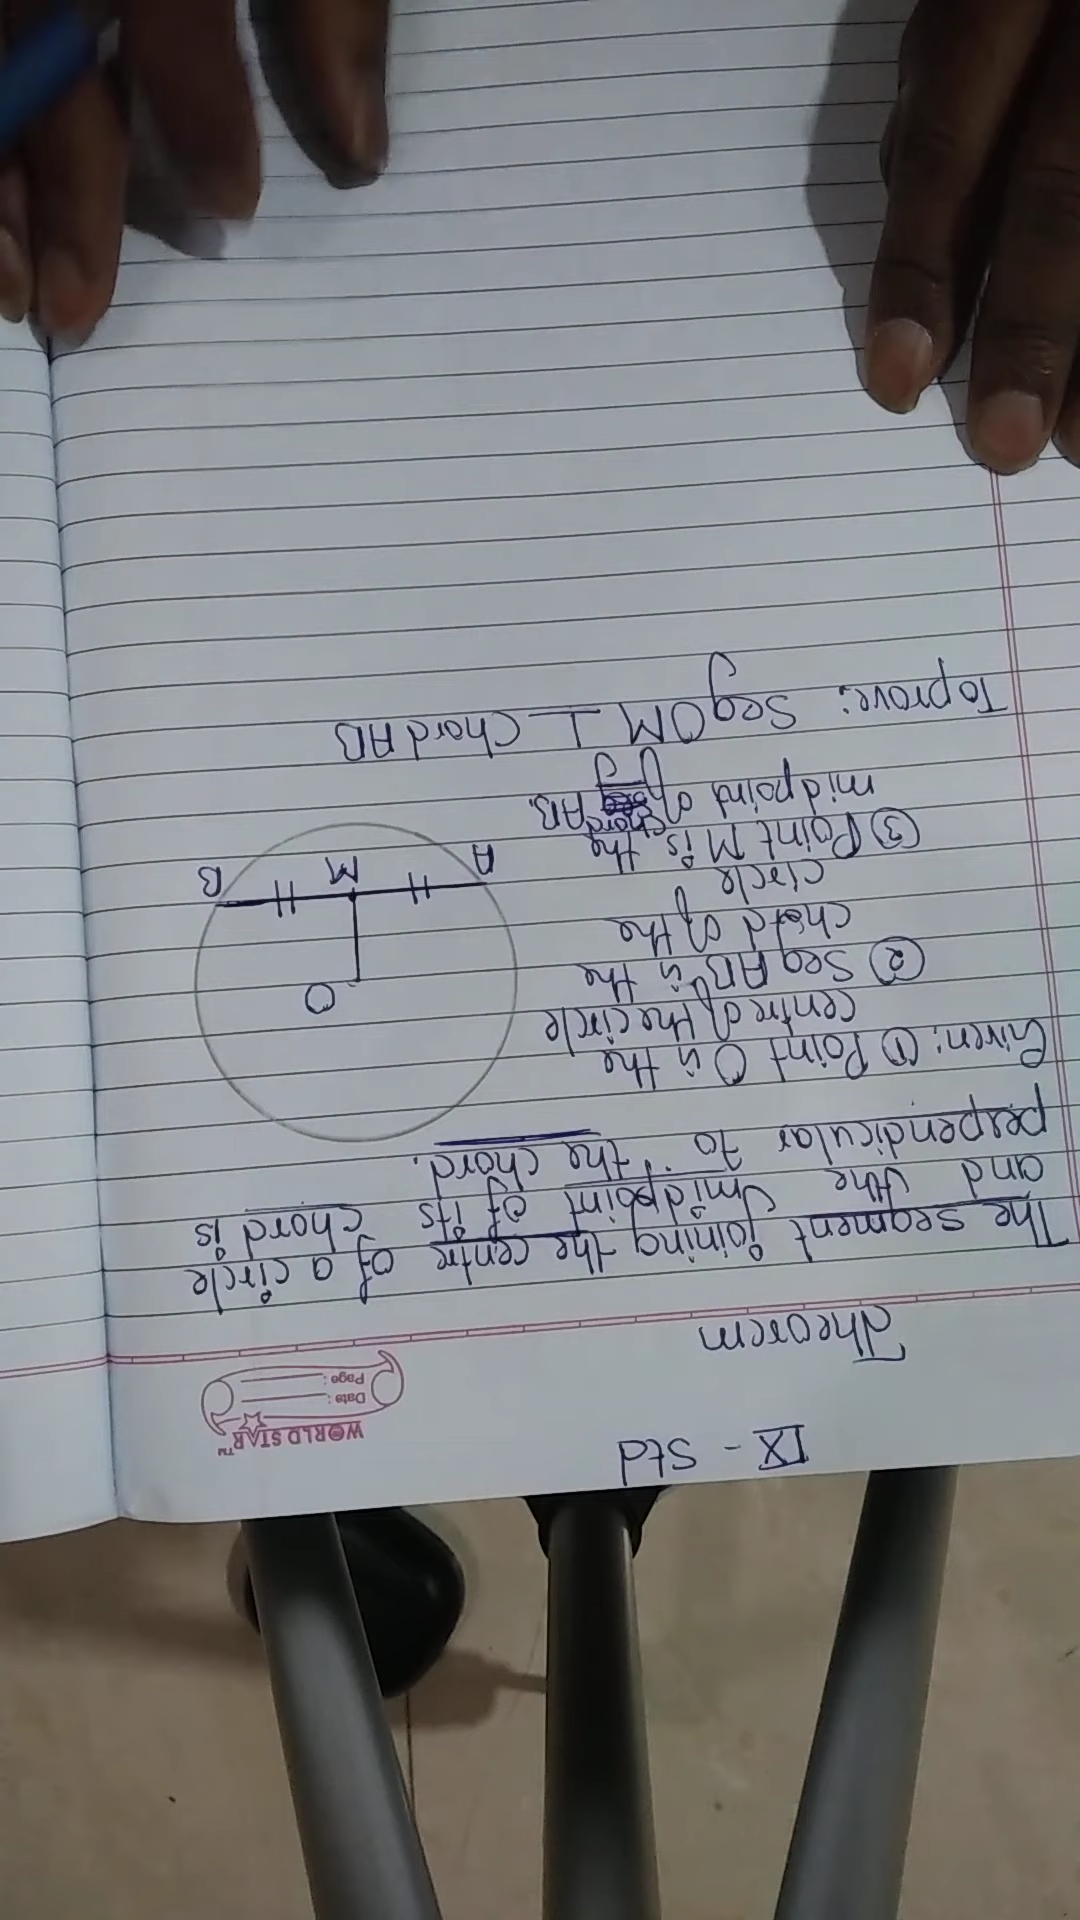 IX - Std
WORLD STAR™
Date:
Page:
Theorem
The segment joining the centre of a circle
and the midpoint of its chord is
perpendicular to the chord.
Given: ① Point O is the
centre of the circle
② Seg AB is the
chord of the
circle
③ Point M is the
midpoint of chord AB.
To prove: Seg OM ⊥ Chord AB
O
A M B